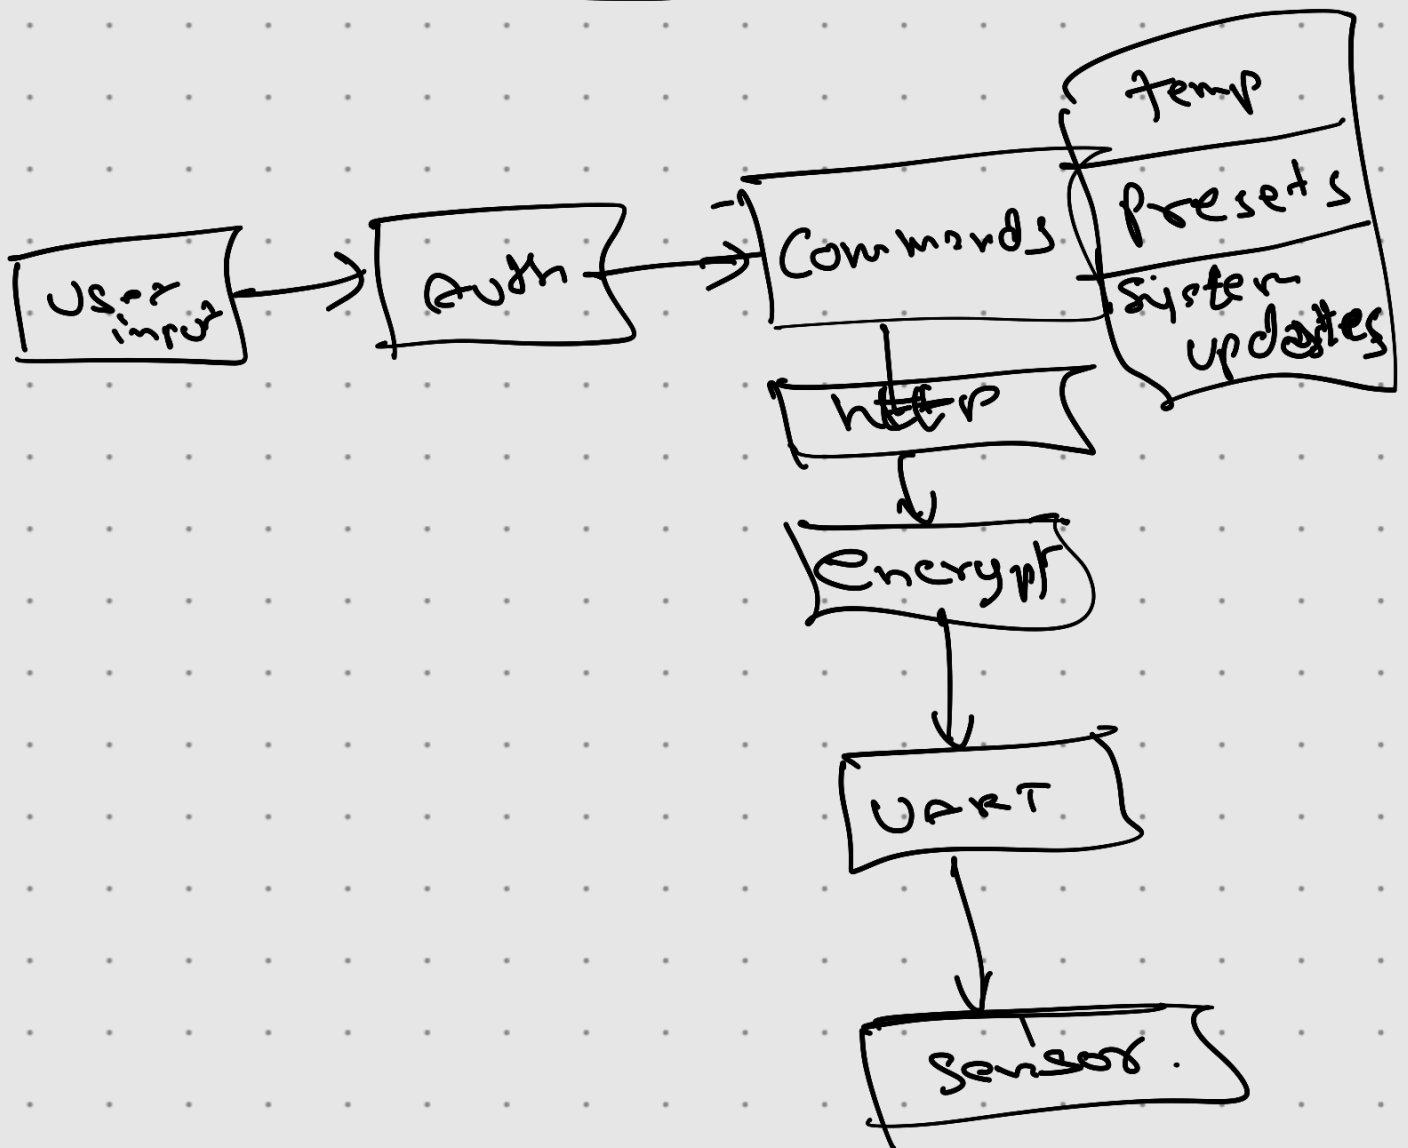 temp
presets
Commands
system
updates
Auth
User
input
http
encrypt
UART
sensor.